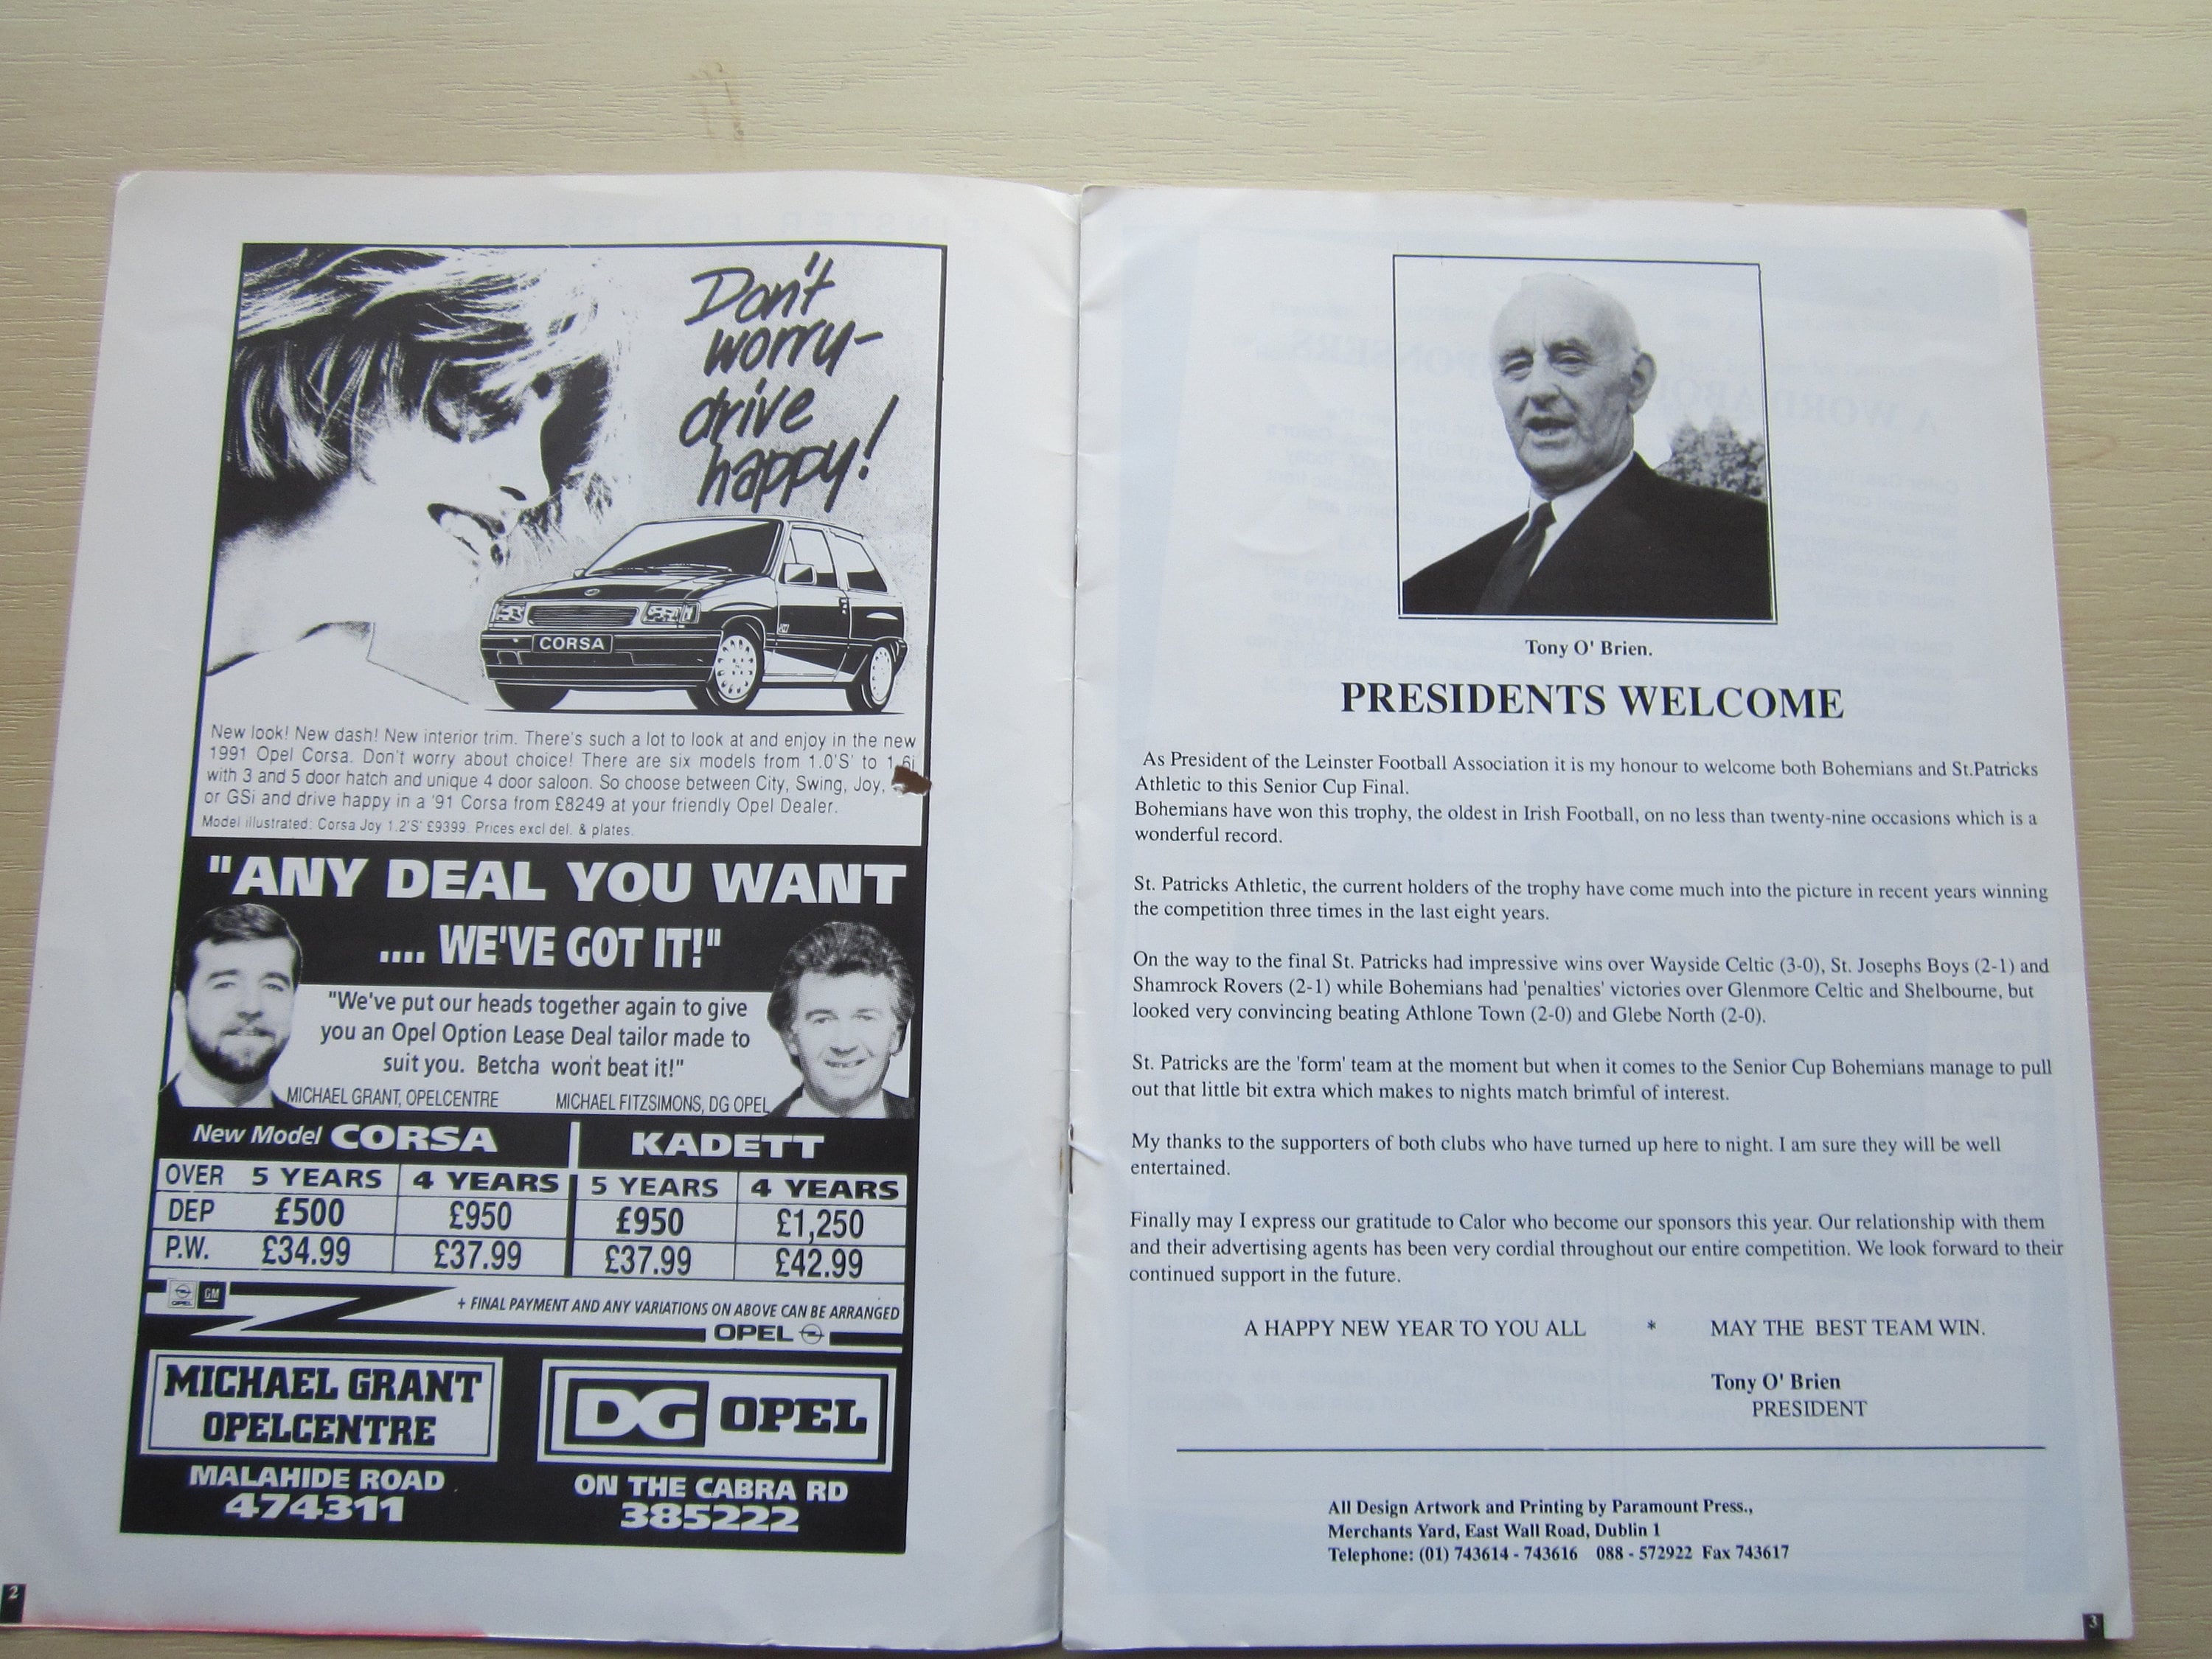 Don't
worry-
drive
happy!
CORSA
New look! New dash! New interior trim. There's such a lot to look at and enjoy in the new
1991 Opel Corsa. Don't worry about choice! There are six models from 1.0'S' to 1.6i
with 3 and 5 door hatch and unique 4 door saloon. So choose between City, Swing, Joy,
or GSi and drive happy in a '91 Corsa from £8249 at your friendly Opel Dealer.
Model illustrated: Corsa Joy 1.2'S' £9399. Prices excl del. & plates.
"ANY DEAL YOU WANT
.... WE'VE GOT IT!"
"We've put our heads together again to give
you an Opel Option Lease Deal tailor made to
suit you. Betcha won't beat it!"
MICHAEL GRANT, OPELCENTRE MICHAEL FITZSIMONS, DG OPEL
New Model CORSA KADETT
OVER 5 YEARS 4 YEARS 5 YEARS 4 YEARS
DEP £500 £950 £950 £1,250
P.W. £34.99 £37.99 £37.99 £42.99
OPEL GM
+ FINAL PAYMENT AND ANY VARIATIONS ON ABOVE CAN BE ARRANGED
OPEL
MICHAEL GRANT
OPELCENTRE
MALAHIDE ROAD
474311
DG OPEL
ON THE CABRA RD
385222
2
Tony O' Brien.
PRESIDENTS WELCOME
As President of the Leinster Football Association it is my honour to welcome both Bohemians and St.Patricks
Athletic to this Senior Cup Final.
Bohemians have won this trophy, the oldest in Irish Football, on no less than twenty-nine occasions which is a
wonderful record.
St. Patricks Athletic, the current holders of the trophy have come much into the picture in recent years winning
the competition three times in the last eight years.
On the way to the final St. Patricks had impressive wins over Wayside Celtic (3-0), St. Josephs Boys (2-1) and
Shamrock Rovers (2-1) while Bohemians had 'penalties' victories over Glenmore Celtic and Shelbourne, but
looked very convincing beating Athlone Town (2-0) and Glebe North (2-0).
St. Patricks are the 'form' team at the moment but when it comes to the Senior Cup Bohemians manage to pull
out that little bit extra which makes to nights match brimful of interest.
My thanks to the supporters of both clubs who have turned up here to night. I am sure they will be well
entertained.
Finally may I express our gratitude to Calor who become our sponsors this year. Our relationship with them
and their advertising agents has been very cordial throughout our entire competition. We look forward to their
continued support in the future.
A HAPPY NEW YEAR TO YOU ALL * MAY THE BEST TEAM WIN.
Tony O' Brien
PRESIDENT
All Design Artwork and Printing by Paramount Press.,
Merchants Yard, East Wall Road, Dublin 1
Telephone: (01) 743614 - 743616 088 - 572922 Fax 743617
3